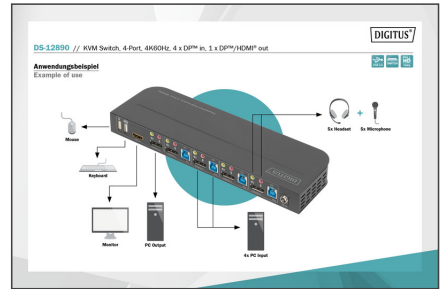 DIGITUS®
DS-12890 // KVM Switch, 4-Port, 4K60Hz, 4 x DP™ in, 1 x DP™/HDMI® out
Anwendungsbeispiel
Example of use
Mouse
Keyboard
Monitor
PC Output
4x PC Input
5x Headset + 5x Microphone
DIGITUS